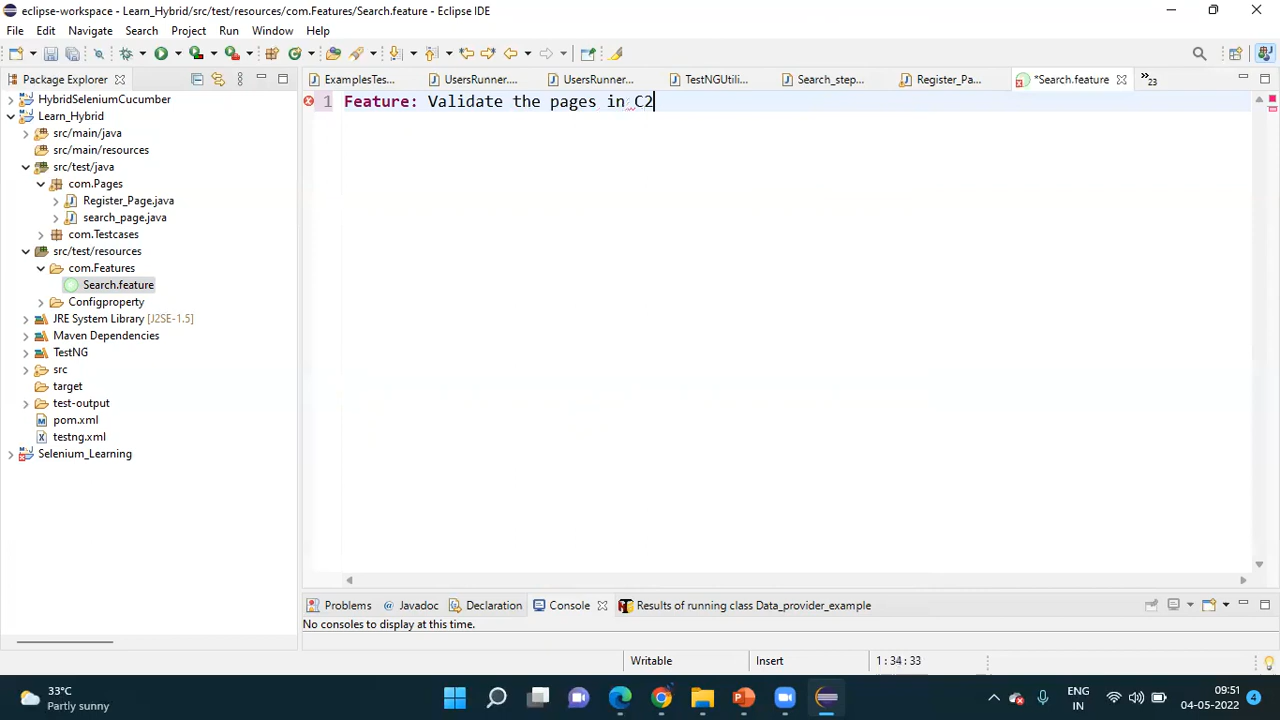 eclipse-workspace - Learn_Hybrid/src/test/resources/com.Features/Search.feature - Eclipse IDE
File Edit Navigate Search Project Run Window Help
Package Explorer
ExamplesTes...
UsersRunner....
UsersRunner...
TestNGUtili...
Search_step...
Register_Pa...
*Search.feature
23
HybridSeleniumCucumber
Learn_Hybrid
src/main/java
src/main/resources
src/test/java
com.Pages
Register_Page.java
search_page.java
com.Testcases
src/test/resources
com.Features
Search.feature
Configproperty
JRE System Library [J2SE-1.5]
Maven Dependencies
TestNG
src
target
test-output
pom.xml
testng.xml
Selenium_Learning
1 Feature: Validate the pages in C2
Problems Javadoc Declaration Console Results of running class Data_provider_example
No consoles to display at this time.
Writable Insert 1 : 34 : 33
33°C
Partly sunny
ENG
IN
09:51
04-05-2022
4